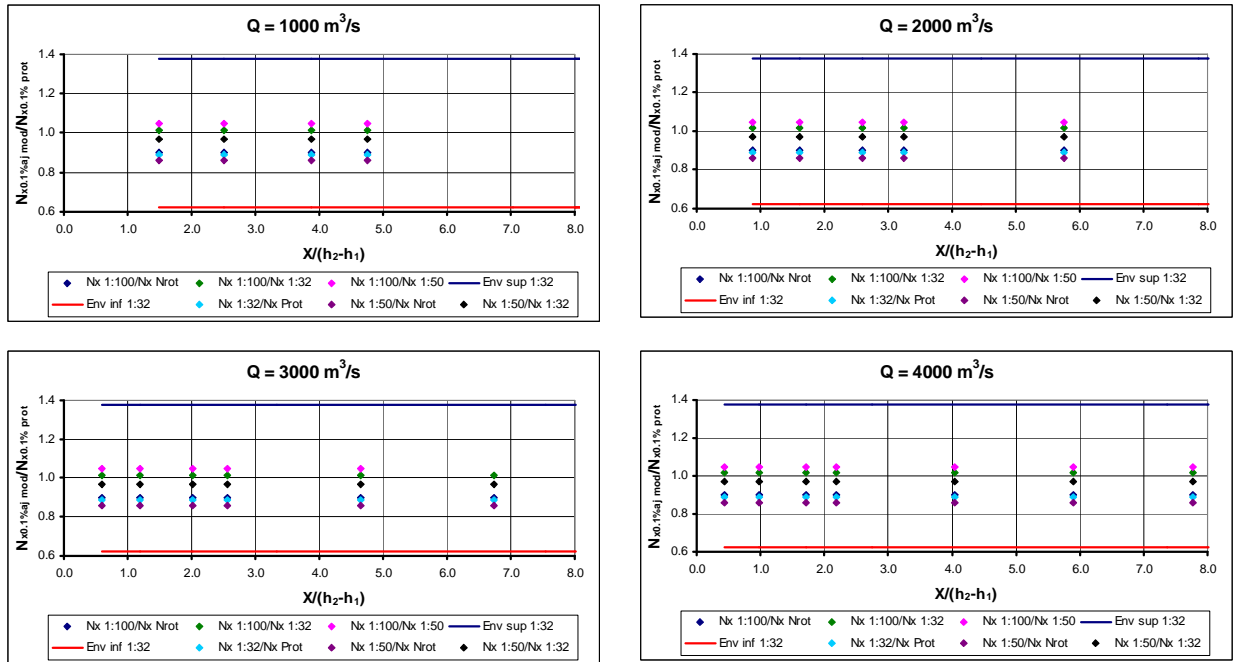 Q = 1000 m³/s
N x0.1%aj mod/N x0.1% prot
1.4
1.2
1.0
0.8
0.6
0.0 1.0 2.0 3.0 4.0 5.0 6.0 7.0 8.0
X/(h₂-h₁)
Nx 1:100/Nx Nrot Nx 1:100/Nx 1:32 Nx 1:100/Nx 1:50 Env sup 1:32
Env inf 1:32 Nx 1:32/Nx Prot Nx 1:50/Nx Nrot Nx 1:50/Nx 1:32
Q = 2000 m³/s
N x0.1%aj mod/N x0.1% prot
1.4
1.2
1.0
0.8
0.6
0.0 1.0 2.0 3.0 4.0 5.0 6.0 7.0 8.0
X/(h₂-h₁)
Nx 1:100/Nx Nrot Nx 1:100/Nx 1:32 Nx 1:100/Nx 1:50 Env sup 1:32
Env inf 1:32 Nx 1:32/Nx Prot Nx 1:50/Nx Nrot Nx 1:50/Nx 1:32
Q = 3000 m³/s
N x0.1%aj mod/N x0.1% prot
1.4
1.2
1.0
0.8
0.6
0.0 1.0 2.0 3.0 4.0 5.0 6.0 7.0 8.0
X/(h₂-h₁)
Nx 1:100/Nx Nrot Nx 1:100/Nx 1:32 Nx 1:100/Nx 1:50 Env sup 1:32
Env inf 1:32 Nx 1:32/Nx Prot Nx 1:50/Nx Nrot Nx 1:50/Nx 1:32
Q = 4000 m³/s
N x0.1%aj mod/N x0.1% prot
1.4
1.2
1.0
0.8
0.6
0.0 1.0 2.0 3.0 4.0 5.0 6.0 7.0 8.0
X/(h₂-h₁)
Nx 1:100/Nx Nrot Nx 1:100/Nx 1:32 Nx 1:100/Nx 1:50 Env sup 1:32
Env inf 1:32 Nx 1:32/Nx Prot Nx 1:50/Nx Nrot Nx 1:50/Nx 1:32